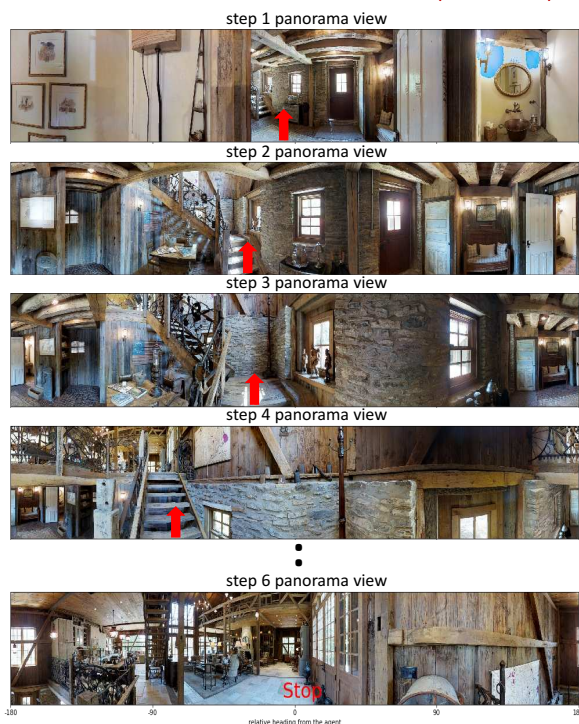 step 1 panorama view
step 2 panorama view
step 3 panorama view
step 4 panorama view
step 6 panorama view
Stop
-180 -90 0 90 18
relative heading from the agent